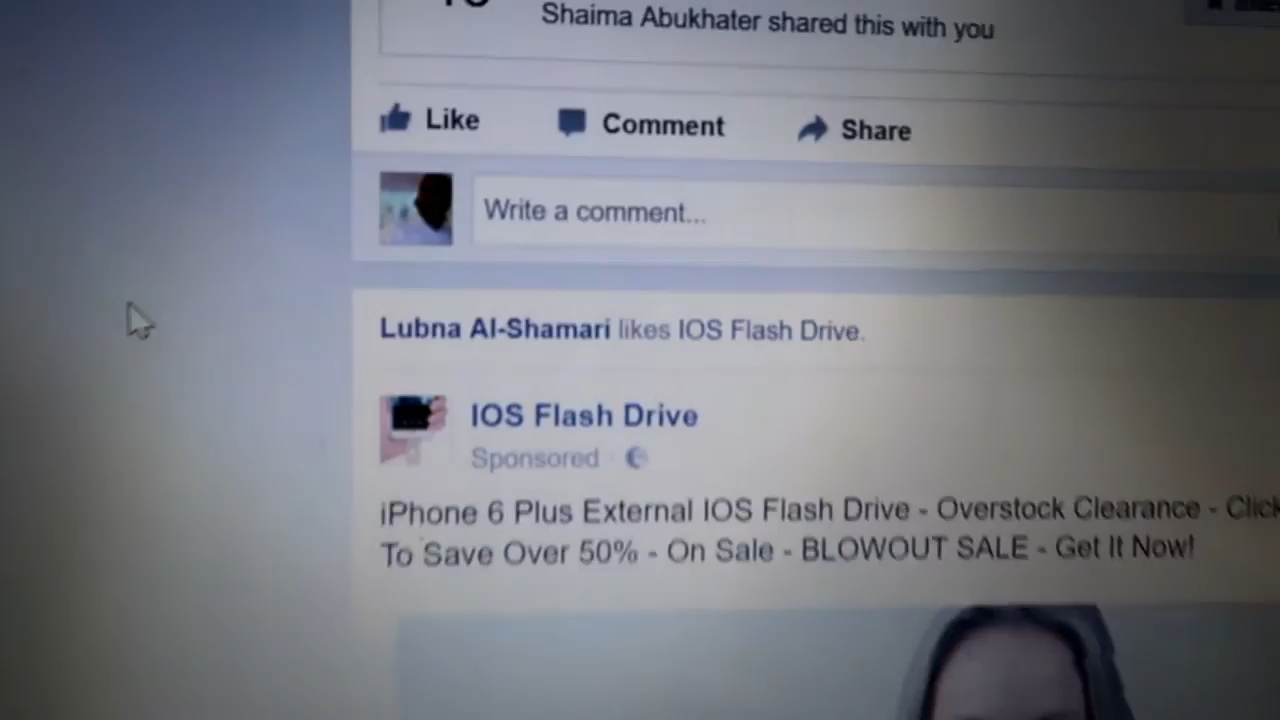 Shaima Abukhater shared this with you
Like Comment Share
Write a comment...
Lubna Al-Shamari likes IOS Flash Drive.
IOS Flash Drive
Sponsored ·
iPhone 6 Plus External IOS Flash Drive - Overstock Clearance - Click
To Save Over 50% - On Sale - BLOWOUT SALE - Get It Now!